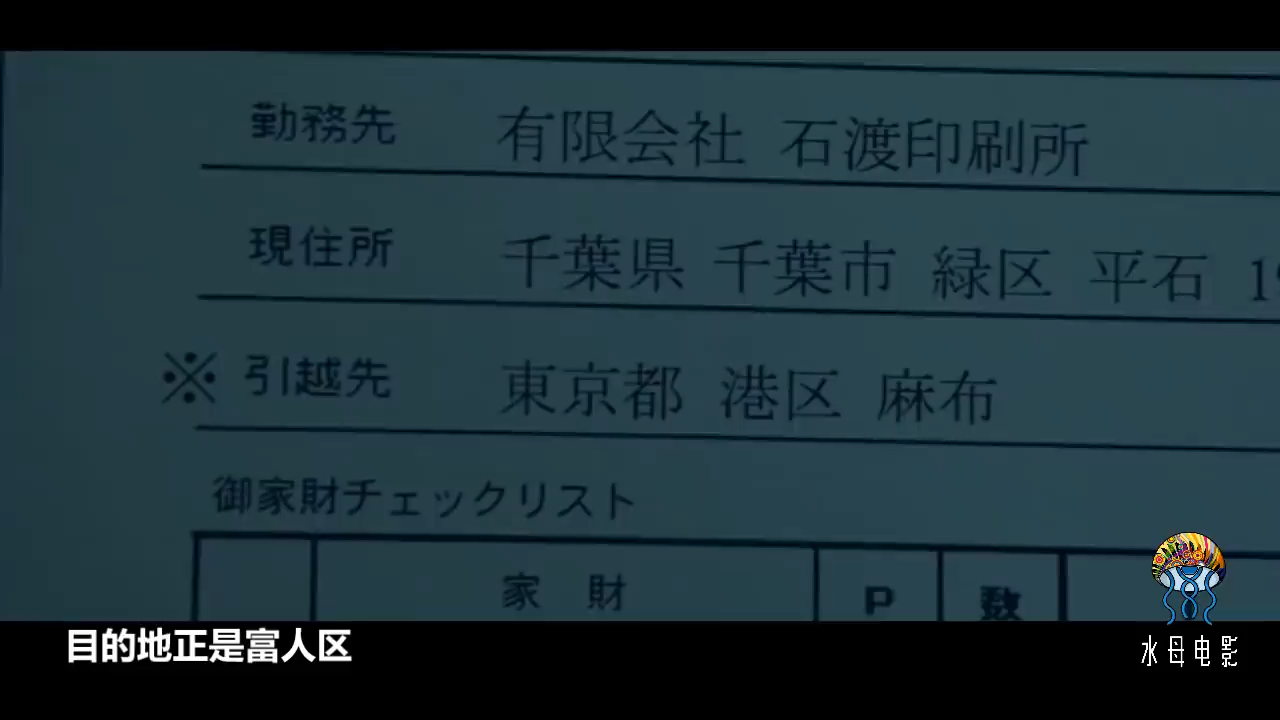 勤務先 有限会社 石渡印刷所
現住所 千葉県 千葉市 緑区 平石 1
※ 引越先 東京都 港区 麻布
御家財チェックリスト
家 財 P 数
目的地正是富人区
水母电影